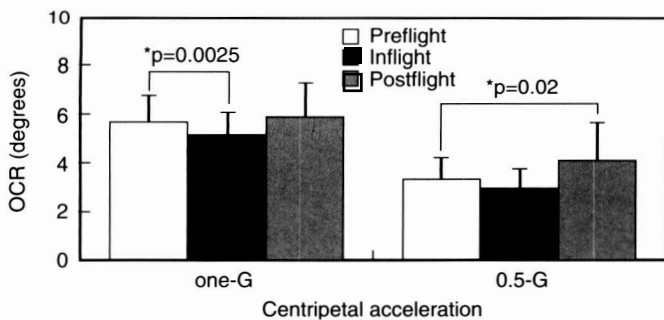 10
8
6
4
2
0
OCR (degrees)
Preflight
Inflight
Postflight
*p=0.0025
*p=0.02
one-G
0.5-G
Centripetal acceleration